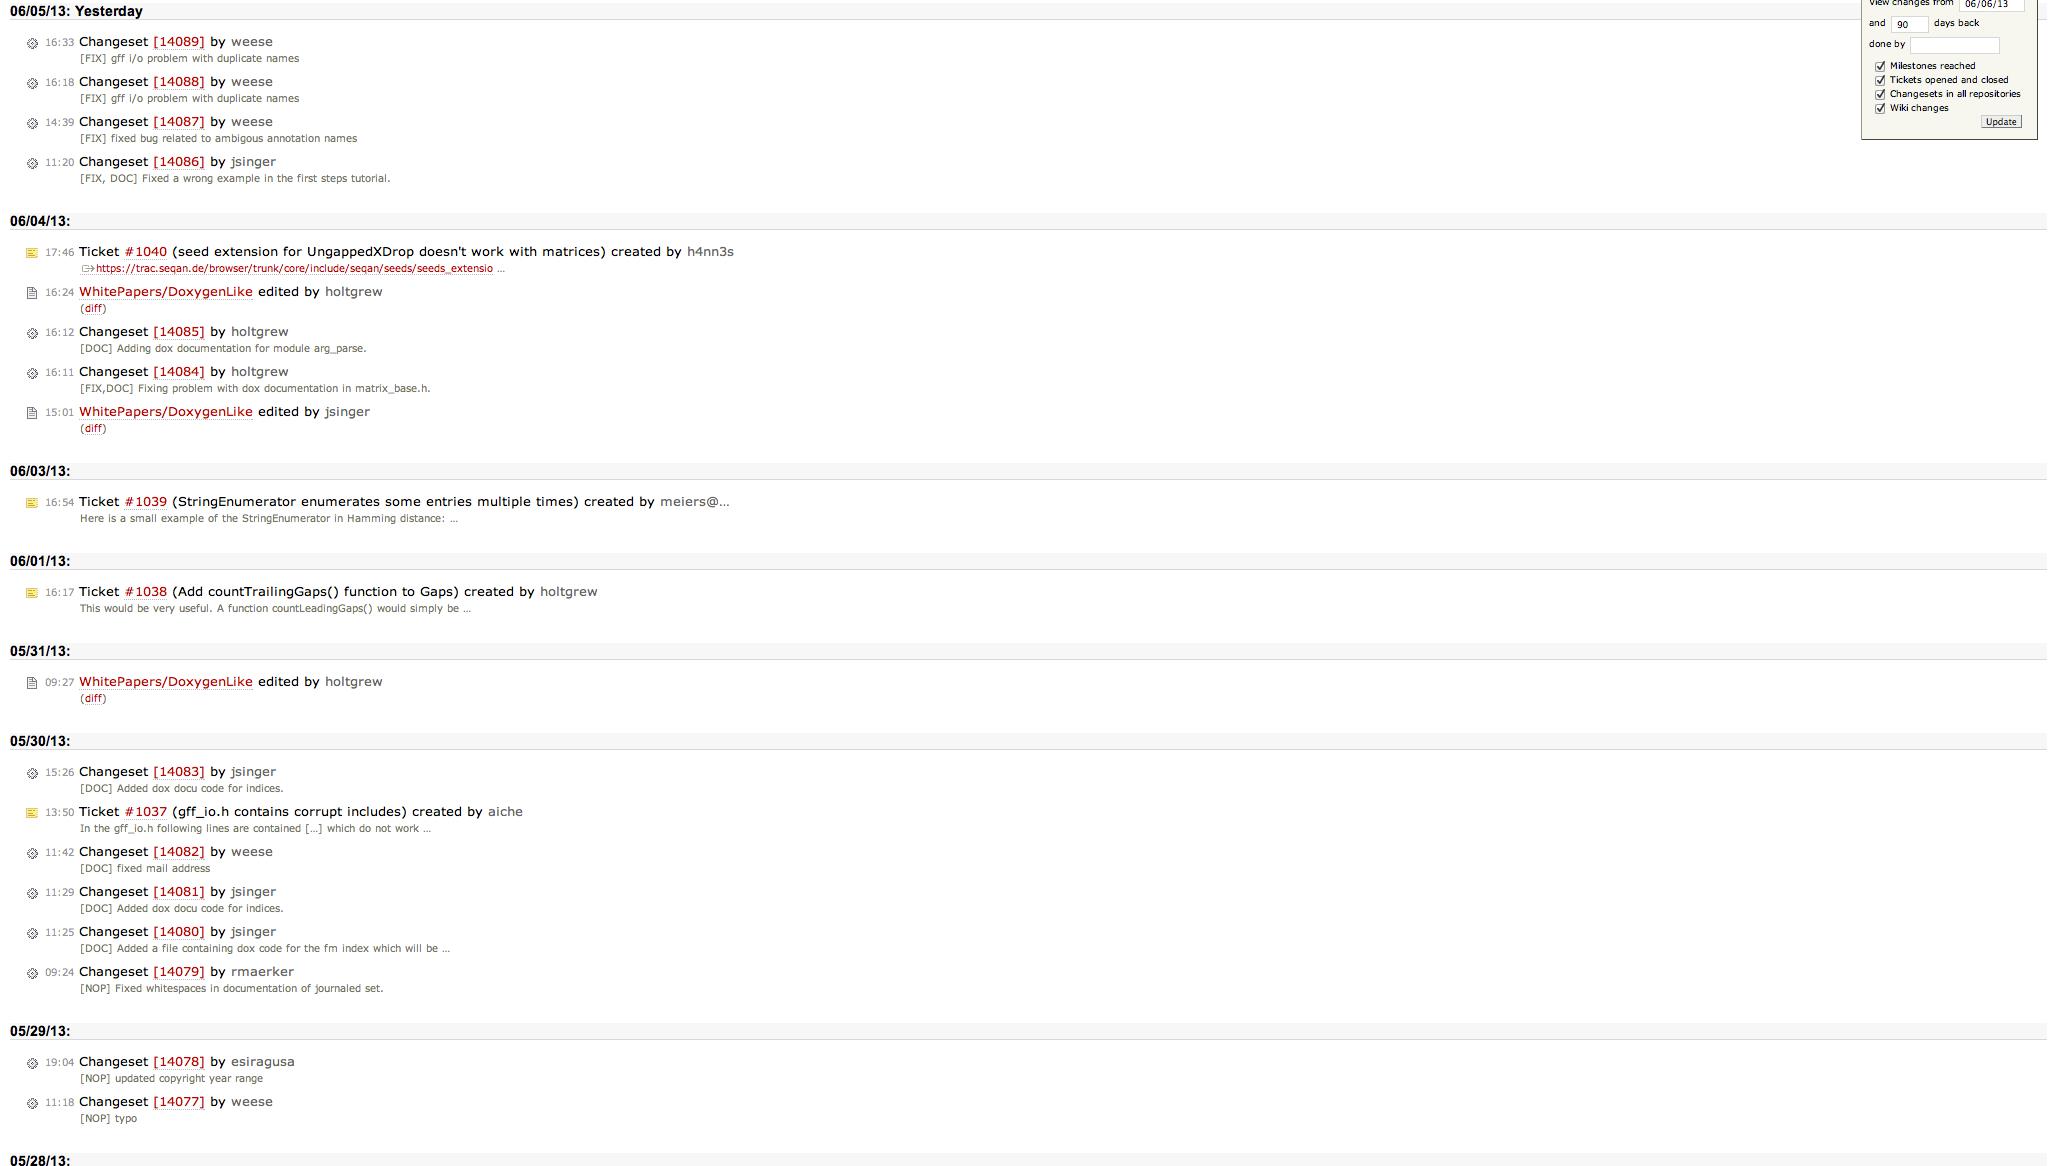 06/05/13: Yesterday
16:33 Changeset [14089] by weese
[FIX] gff i/o problem with duplicate names
16:18 Changeset [14088] by weese
[FIX] gff i/o problem with duplicate names
14:39 Changeset [14087] by weese
[FIX] fixed bug related to ambigous annotation names
11:20 Changeset [14086] by jsinger
[FIX, DOC] Fixed a wrong example in the first steps tutorial.
View changes from 06/06/13
and 90 days back
done by
Milestones reached
Tickets opened and closed
Changesets in all repositories
Wiki changes
Update
06/04/13:
17:46 Ticket #1040 (seed extension for UngappedXDrop doesn't work with matrices) created by h4nn3s
https://trac.seqan.de/browser/trunk/core/include/seqan/seeds/seeds_extensio ...
16:24 WhitePapers/DoxygenLike edited by holtgrew
(diff)
16:12 Changeset [14085] by holtgrew
[DOC] Adding dox documentation for module arg_parse.
16:11 Changeset [14084] by holtgrew
[FIX,DOC] Fixing problem with dox documentation in matrix_base.h.
15:01 WhitePapers/DoxygenLike edited by jsinger
(diff)
06/03/13:
16:54 Ticket #1039 (StringEnumerator enumerates some entries multiple times) created by meiers@...
Here is a small example of the StringEnumerator in Hamming distance: ...
06/01/13:
16:17 Ticket #1038 (Add countTrailingGaps() function to Gaps) created by holtgrew
This would be very useful. A function countLeadingGaps() would simply be ...
05/31/13:
09:27 WhitePapers/DoxygenLike edited by holtgrew
(diff)
05/30/13:
15:26 Changeset [14083] by jsinger
[DOC] Added dox docu code for indices.
13:50 Ticket #1037 (gff_io.h contains corrupt includes) created by aiche
In the gff_io.h following lines are contained [...] which do not work ...
11:42 Changeset [14082] by weese
[DOC] fixed mail address
11:29 Changeset [14081] by jsinger
[DOC] Added dox docu code for indices.
11:25 Changeset [14080] by jsinger
[DOC] Added a file containing dox code for the fm index which will be ...
09:24 Changeset [14079] by rmaerker
[NOP] Fixed whitespaces in documentation of journaled set.
05/29/13:
19:04 Changeset [14078] by esiragusa
[NOP] updated copyright year range
11:18 Changeset [14077] by weese
[NOP] typo
05/28/13: